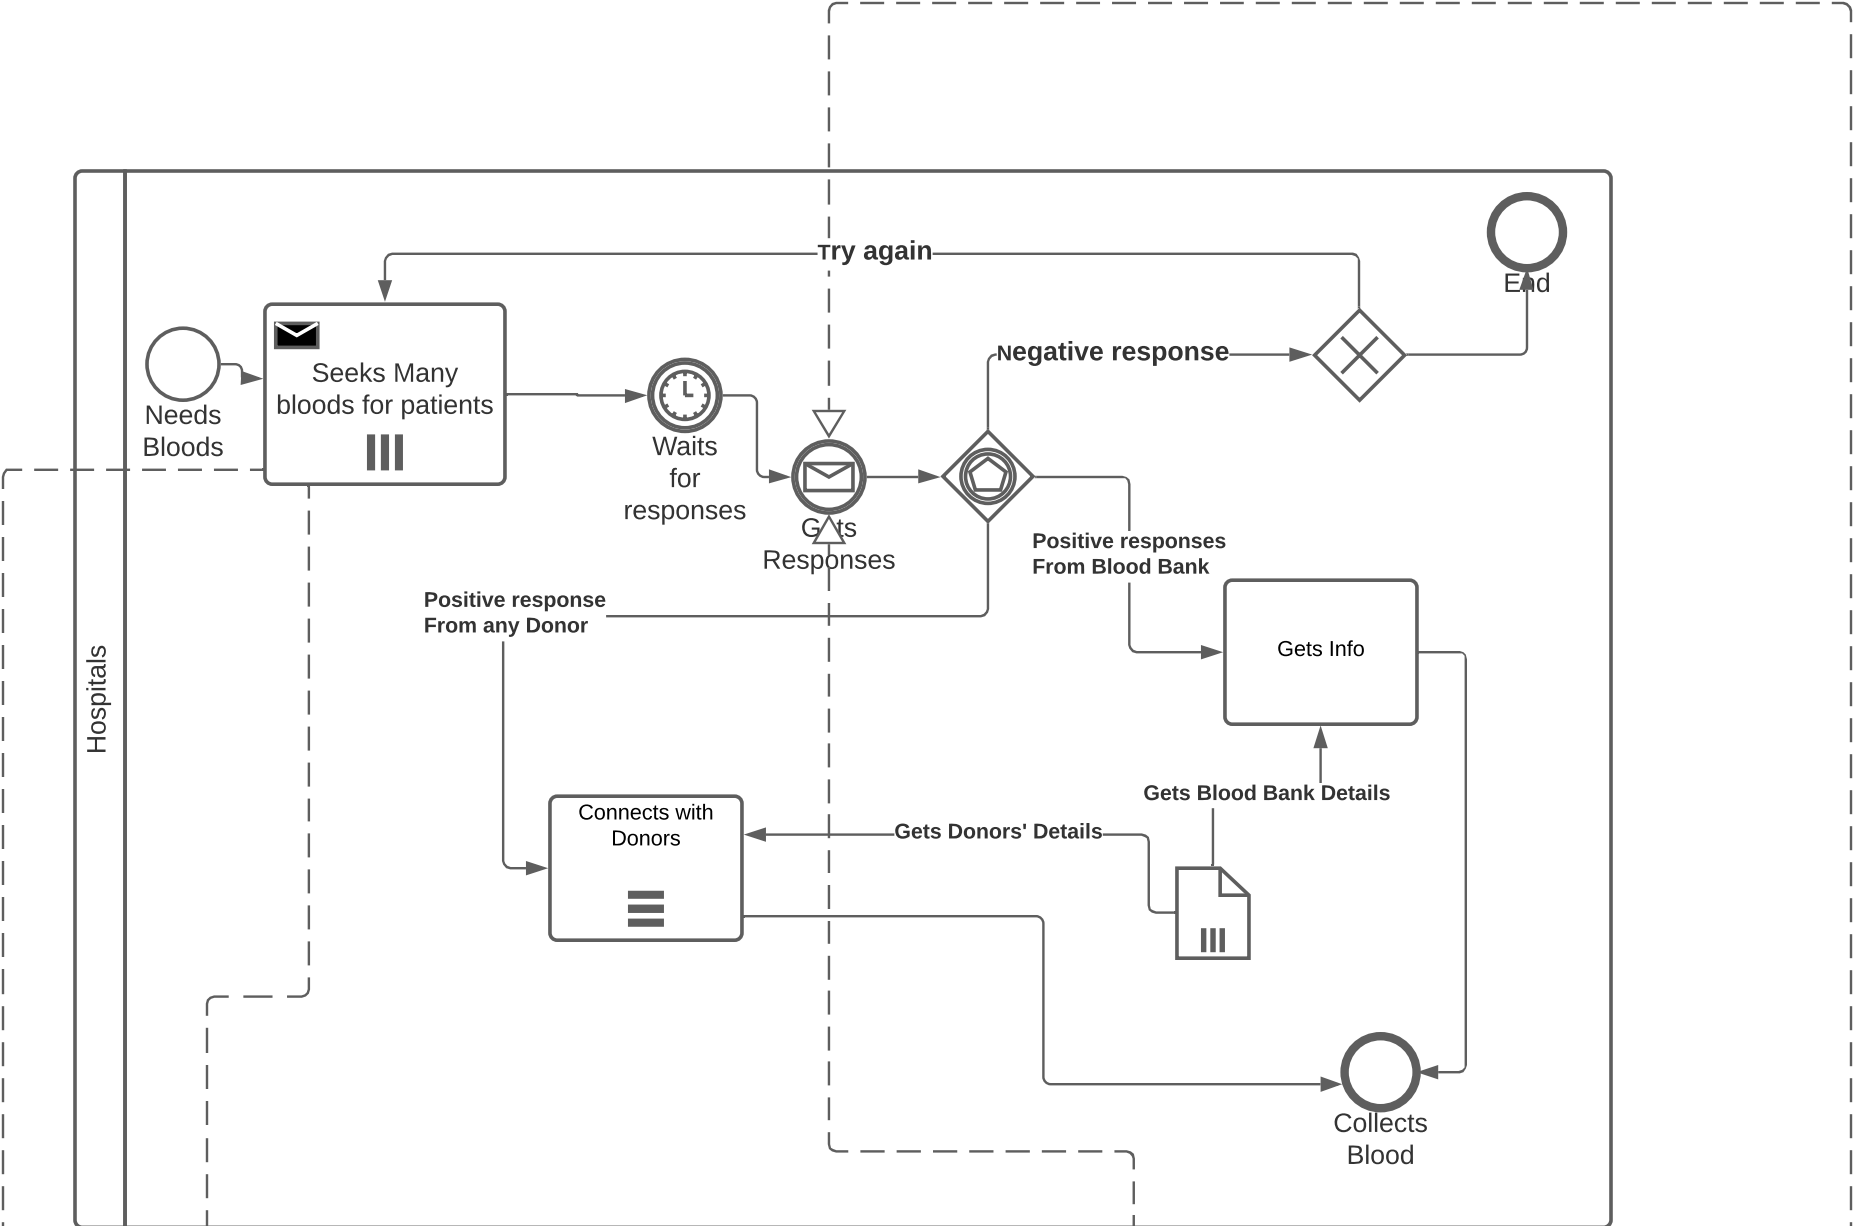 Try again
End
Negative response
Seeks Many
bloods for patients
Needs
Bloods
Waits
for
responses
Gets
Responses
Positive responses
From Blood Bank
Positive response
From any Donor
Gets Info
Hospitals
Gets Blood Bank Details
Connects with
Donors
Gets Donors' Details
Collects
Blood